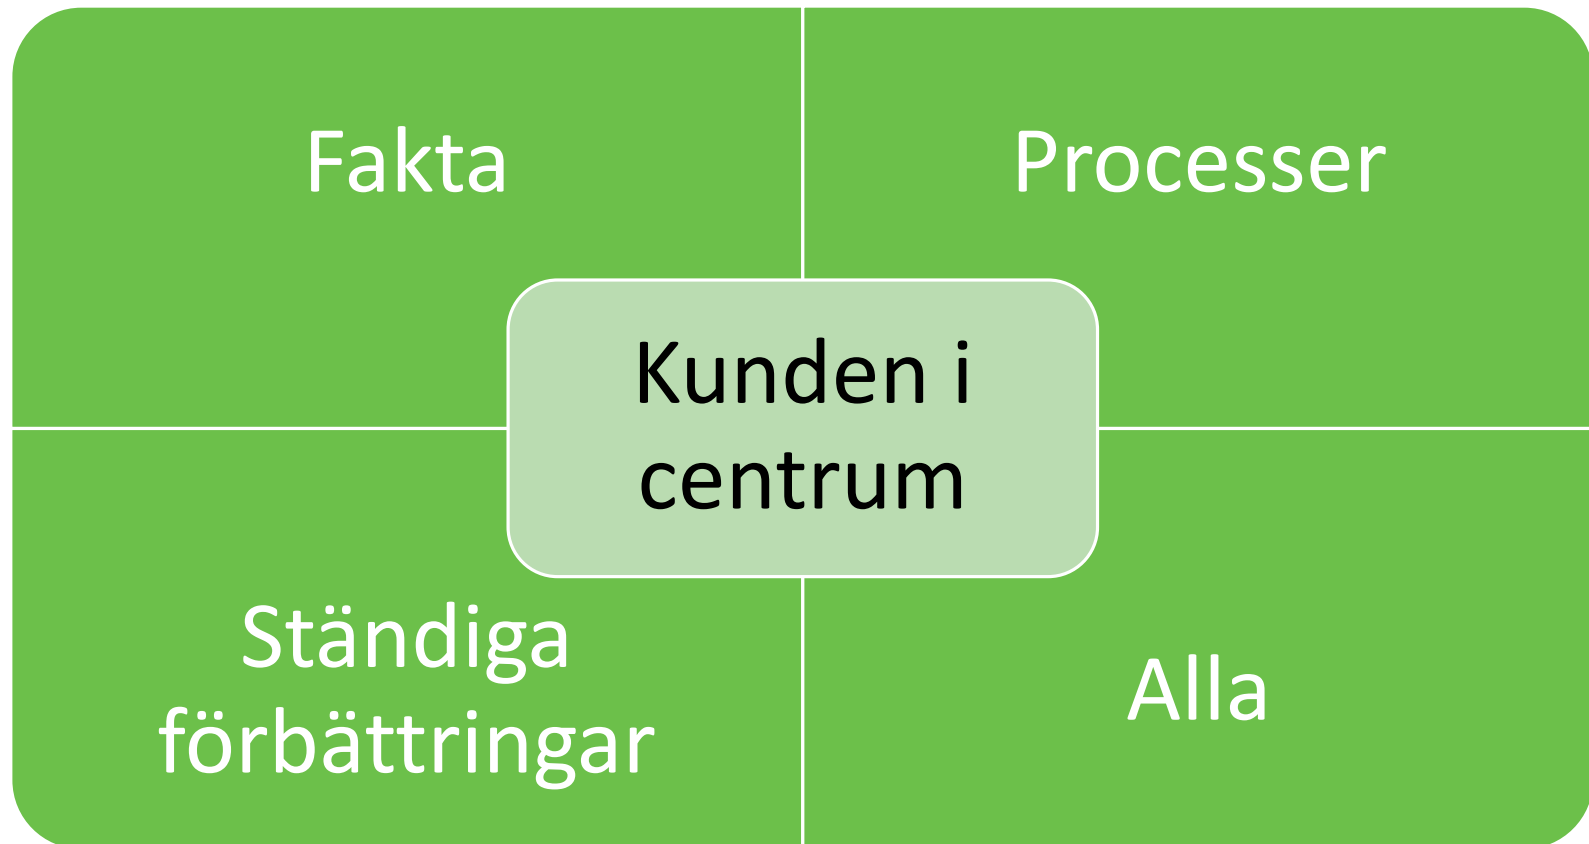 Fakta
Processer
Kunden i
centrum
Ständiga
förbättringar
Alla